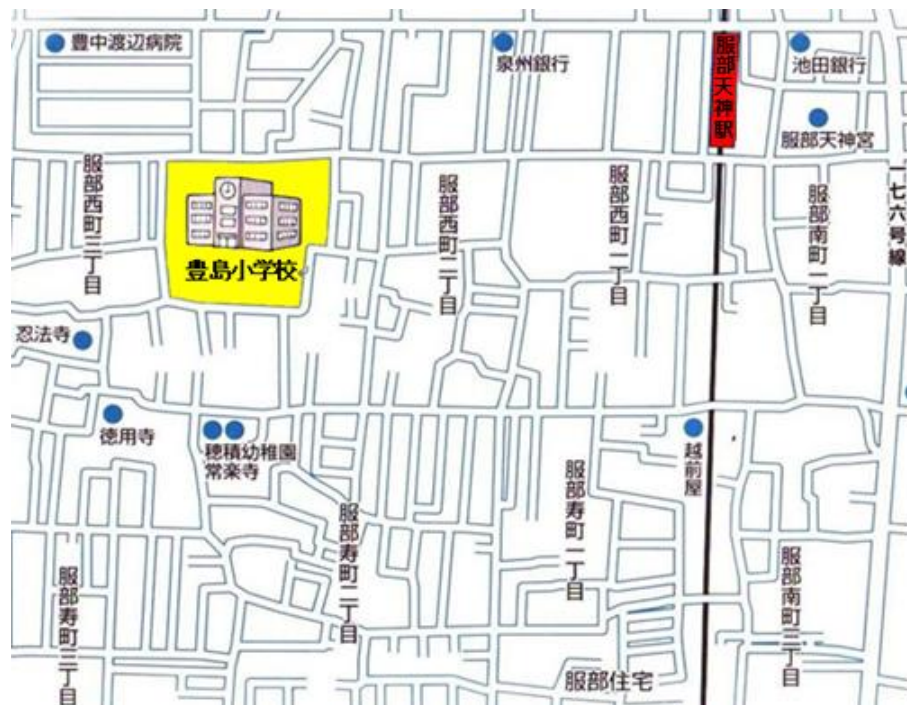 豊中渡辺病院
泉州銀行
服部天神駅
池田銀行
服部天神宮
一七六号線
服部西町三丁目
豊島小学校
服部西町二丁目
服部西町一丁目
服部南町一丁目
忍法寺
徳用寺
穂積幼稚園
常楽寺
越前屋
服部寿町一丁目
服部寿町二丁目
服部寿町三丁目
服部南町三丁目
服部住宅